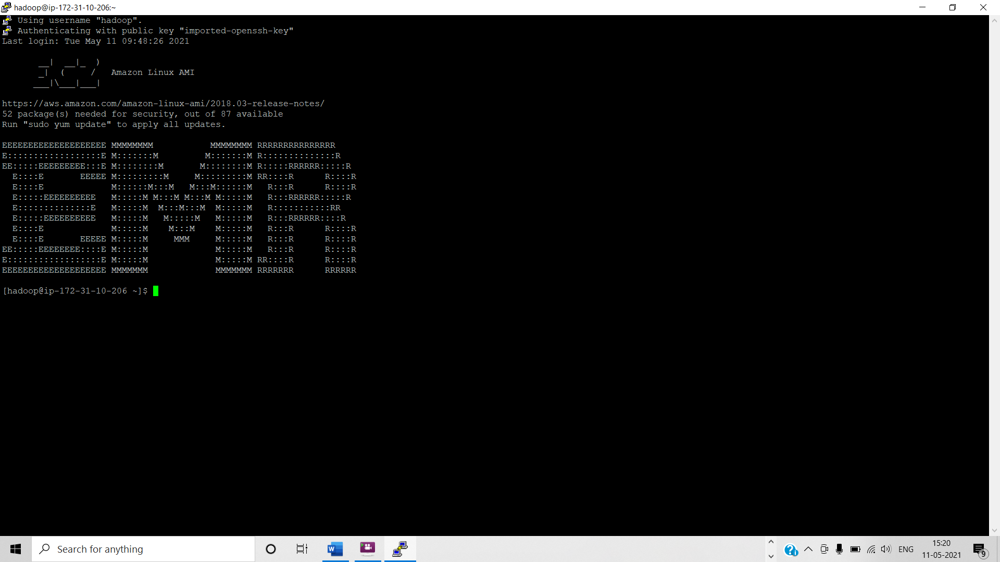 hadoop@ip-172-31-10-206:~
Using username "hadoop".
Authenticating with public key "imported-openssh-key"
Last login: Tue May 11 09:48:26 2021

       __|  __|_  )
       _|  (     /   Amazon Linux AMI
      ___|\___|___|

https://aws.amazon.com/amazon-linux-ami/2018.03-release-notes/
52 package(s) needed for security, out of 87 available
Run "sudo yum update" to apply all updates.

EEEEEEEEEEEEEEEEEEEE MMMMMMMM           MMMMMMMM RRRRRRRRRRRRRRR
E::::::::::::::::::E M:::::::M         M:::::::M R::::::::::::::R
EE:::::EEEEEEEEE:::E M::::::::M       M::::::::M R:::::RRRRRR:::::R
  E::::E       EEEEE M:::::::::M     M:::::::::M RR::::R      R::::R
  E::::E             M::::::M:::M   M:::M::::::M   R:::R      R::::R
  E:::::EEEEEEEEEE   M:::::M M:::M M:::M M:::::M   R:::RRRRRR:::::R
  E::::::::::::::E   M:::::M  M:::M:::M  M:::::M   R:::::::::::RR
  E:::::EEEEEEEEEE   M:::::M   M:::::M   M:::::M   R:::RRRRRR::::R
  E::::E             M:::::M    M:::M    M:::::M   R:::R      R::::R
  E::::E       EEEEE M:::::M     MMM     M:::::M   R:::R      R::::R
EE:::::EEEEEEEE::::E M:::::M             M:::::M   R:::R      R::::R
E::::::::::::::::::E M:::::M             M:::::M RR::::R      R::::R
EEEEEEEEEEEEEEEEEEEE MMMMMMM             MMMMMMM RRRRRRR      RRRRRR

[hadoop@ip-172-31-10-206 ~]$
Search for anything
W
ENG
15:20
11-05-2021
9